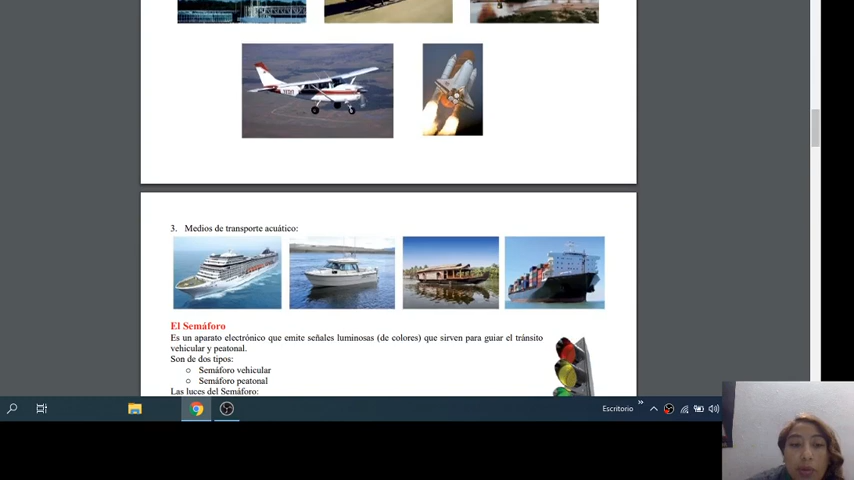 3. Medios de transporte acuático:
El Semáforo
Es un aparato electrónico que emite señales luminosas (de colores) que sirven para guiar el tránsito
vehicular y peatonal.
Son de dos tipos:
o Semáforo vehicular
o Semáforo peatonal
Las luces del Semáforo:
Escritorio